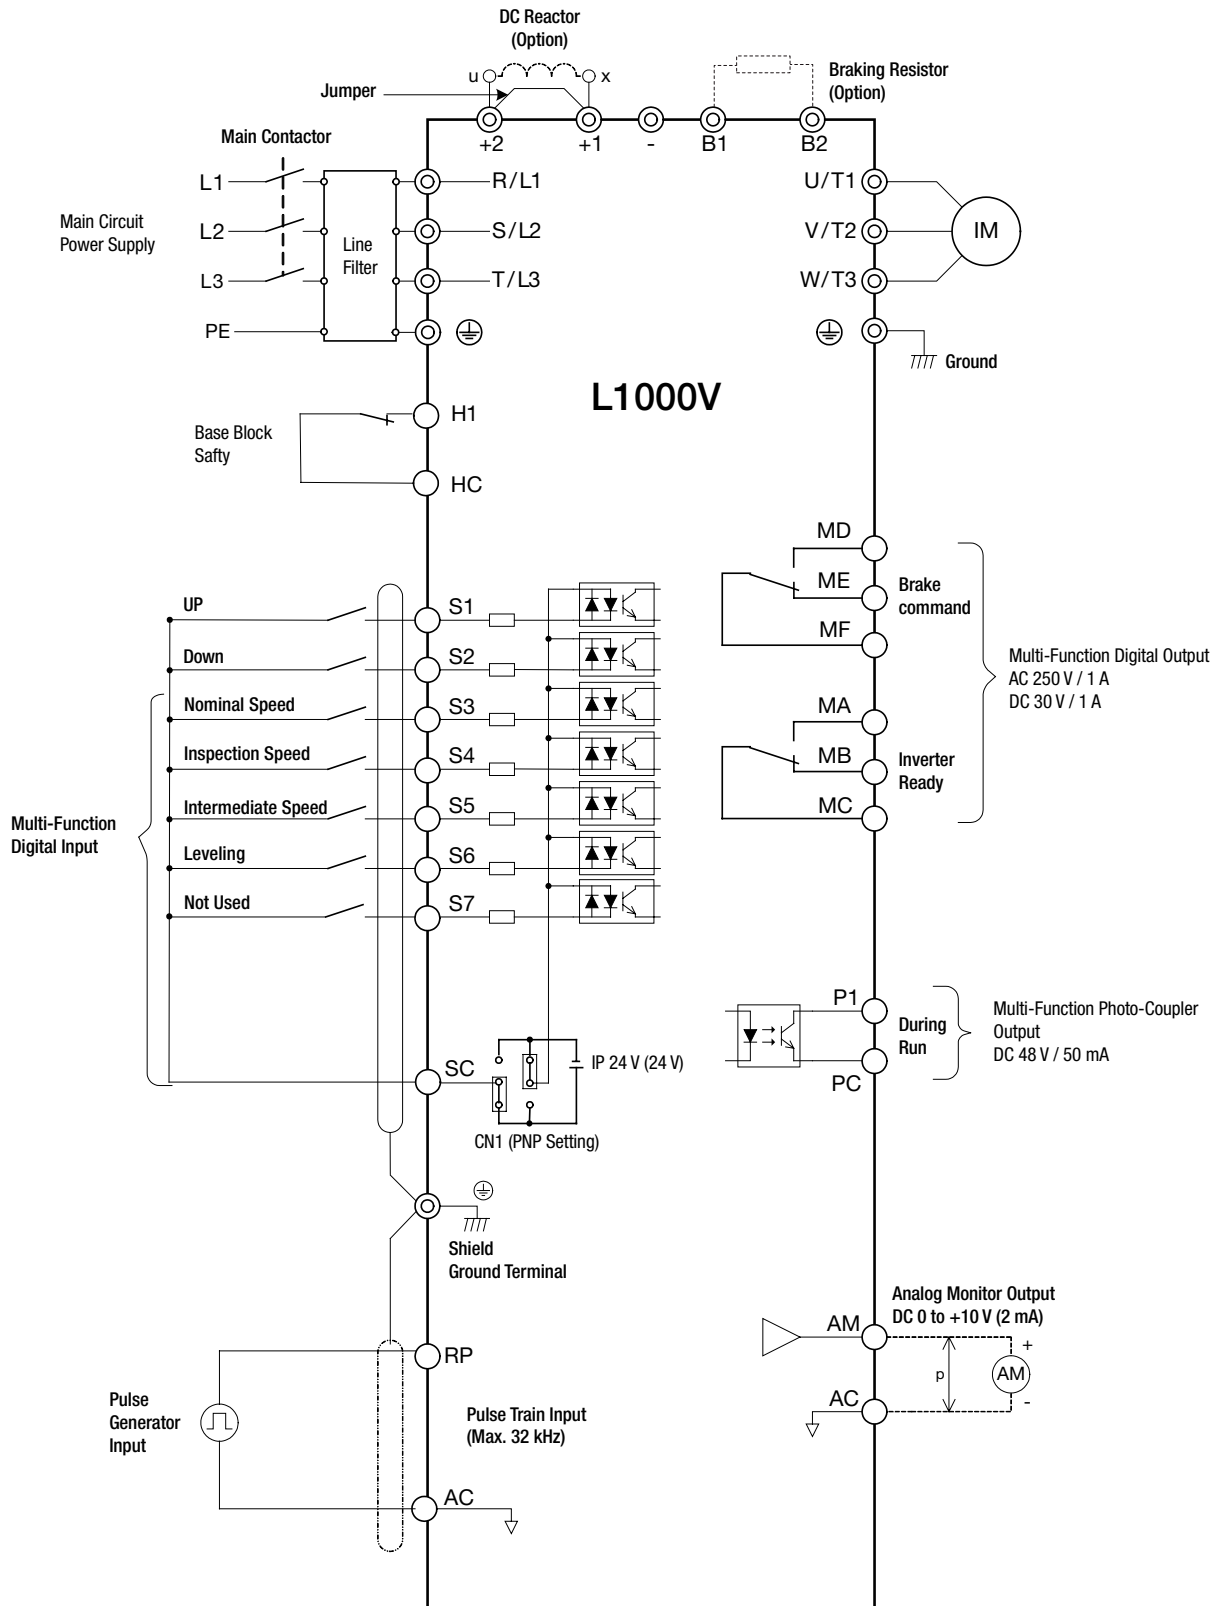 DC Reactor
(Option)
u
x
Jumper
Braking Resistor
(Option)
+2
+1
-
B1
B2
Main Contactor
L1
R/L1
U/T1
Main Circuit
Power Supply
L2
Line
Filter
S/L2
V/T2
IM
L3
T/L3
W/T3
PE
Ground
L1000V
Base Block
Safty
H1
HC
MD
ME
MF
Brake
command
UP
S1
Down
S2
Nominal Speed
S3
Inspection Speed
S4
Intermediate Speed
S5
Multi-Function
Digital Input
Leveling
S6
Not Used
S7
Multi-Function Digital Output
AC 250 V / 1 A
DC 30 V / 1 A
MA
MB
MC
Inverter
Ready
P1
PC
During
Run
Multi-Function Photo-Coupler
Output
DC 48 V / 50 mA
SC
IP 24 V (24 V)
CN1 (PNP Setting)
Shield
Ground Terminal
Analog Monitor Output
DC 0 to +10 V (2 mA)
AM
+
p
AM
AC
-
RP
Pulse
Generator
Input
Pulse Train Input
(Max. 32 kHz)
AC